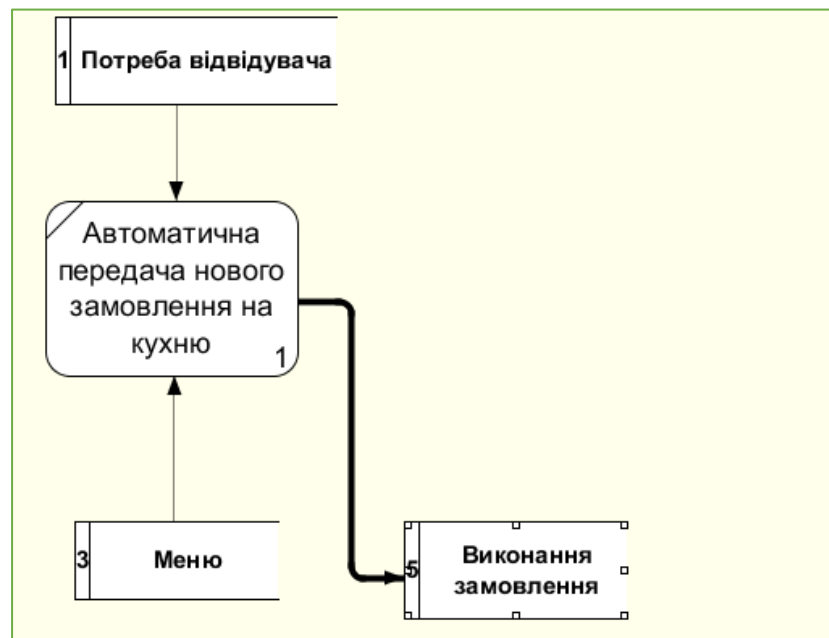 1 Потреба відвідувача
Автоматична
передача нового
замовлення на
кухню
1
3 Меню
5 Виконання
замовлення